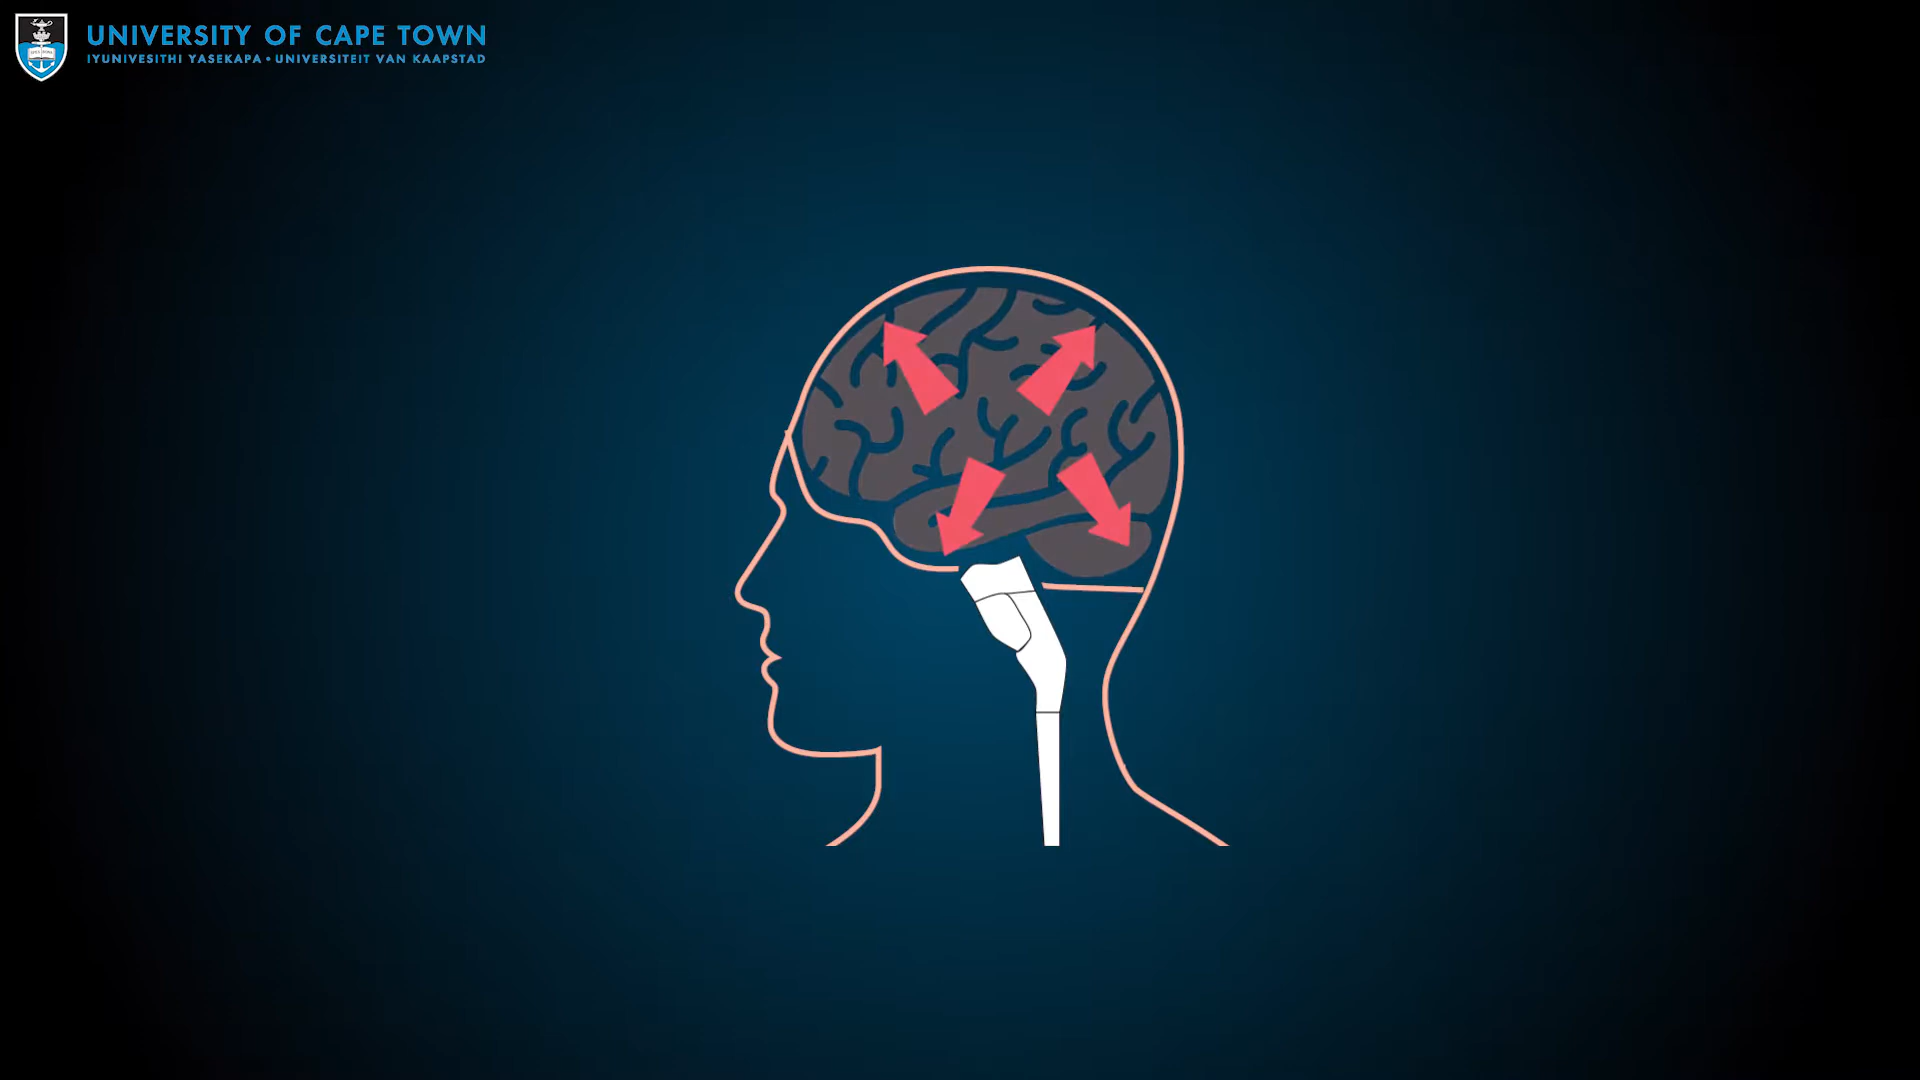 UNIVERSITY OF CAPE TOWN
IYUNIVESITHI YASEKAPA • UNIVERSITEIT VAN KAAPSTAD